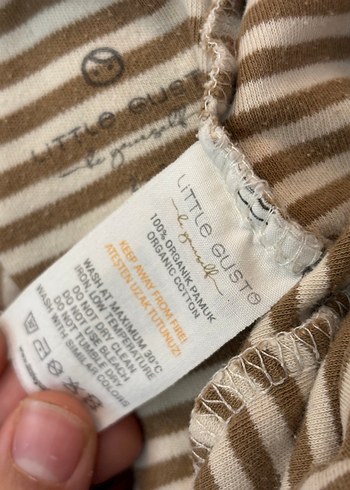 LITTLE GUSTO
be yourself
LITTLE GUSTO
be yourself
100% ORGANIK PAMUK
ORGANIC COTTON
KEEP AWAY FROM FIRE!
ATEŞTEN UZAK TUTUNUZ!
WASH AT MAXIMUM 30°C
IRON LOW TEMPERATURE
DO NOT DRY CLEAN
DO NOT USE BLEACH
DO NOT TUMBLE DRY
WASH WITH SIMILAR COLORS